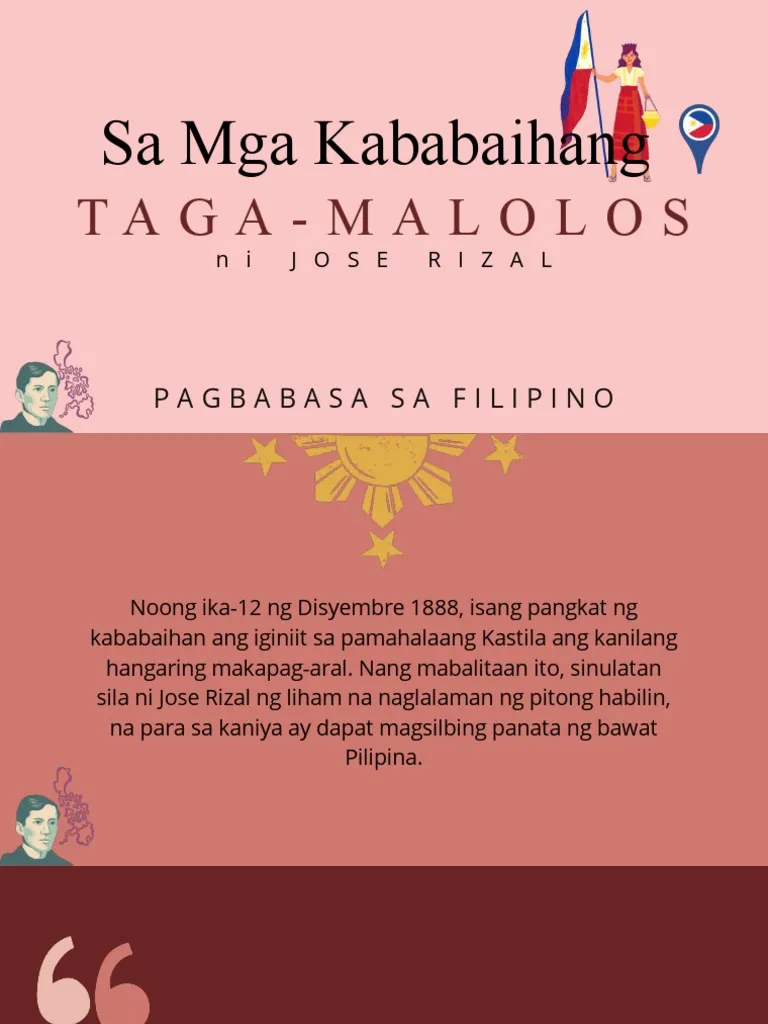 Sa Mga Kababaihang
TAGA-MALOLOS
ni JOSE RIZAL
PAGBABASA SA FILIPINO
Noong ika-12 ng Disyembre 1888, isang pangkat ng
kababaihan ang iginiit sa pamahalaang Kastila ang kanilang
hangaring makapag-aral. Nang mabalitaan ito, sinulatan
sila ni Jose Rizal ng liham na naglalaman ng pitong habilin,
na para sa kaniya ay dapat magsilbing panata ng bawat
Pilipina.